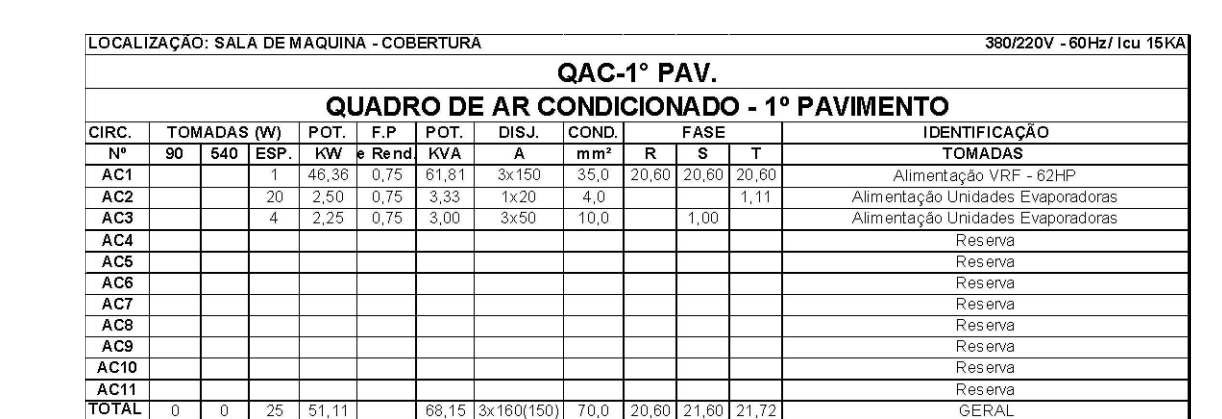 LOCALIZAÇÃO: SALA DE MAQUINA - COBERTURA 380/220V - 60Hz/ Icu 15KA
QAC-1° PAV.
QUADRO DE AR CONDICIONADO - 1º PAVIMENTO
CIRC. TOMADAS (W) POT. F.P POT. DISJ. COND. FASE IDENTIFICAÇÃO
Nº 90 540 ESP. KW e Rend. KVA A mm² R S T TOMADAS
AC1 1 46,36 0,75 61,81 3x150 35,0 20,60 20,60 20,60 Alimentação VRF - 62HP
AC2 20 2,50 0,75 3,33 1x20 4,0 1,11 Alimentação Unidades Evaporadoras
AC3 4 2,25 0,75 3,00 3x50 10,0 1,00 Alimentação Unidades Evaporadoras
AC4 Reserva
AC5 Reserva
AC6 Reserva
AC7 Reserva
AC8 Reserva
AC9 Reserva
AC10 Reserva
AC11 Reserva
TOTAL 0 0 25 51,11 68,15 3x160(150) 70,0 20,60 21,60 21,72 GERAL